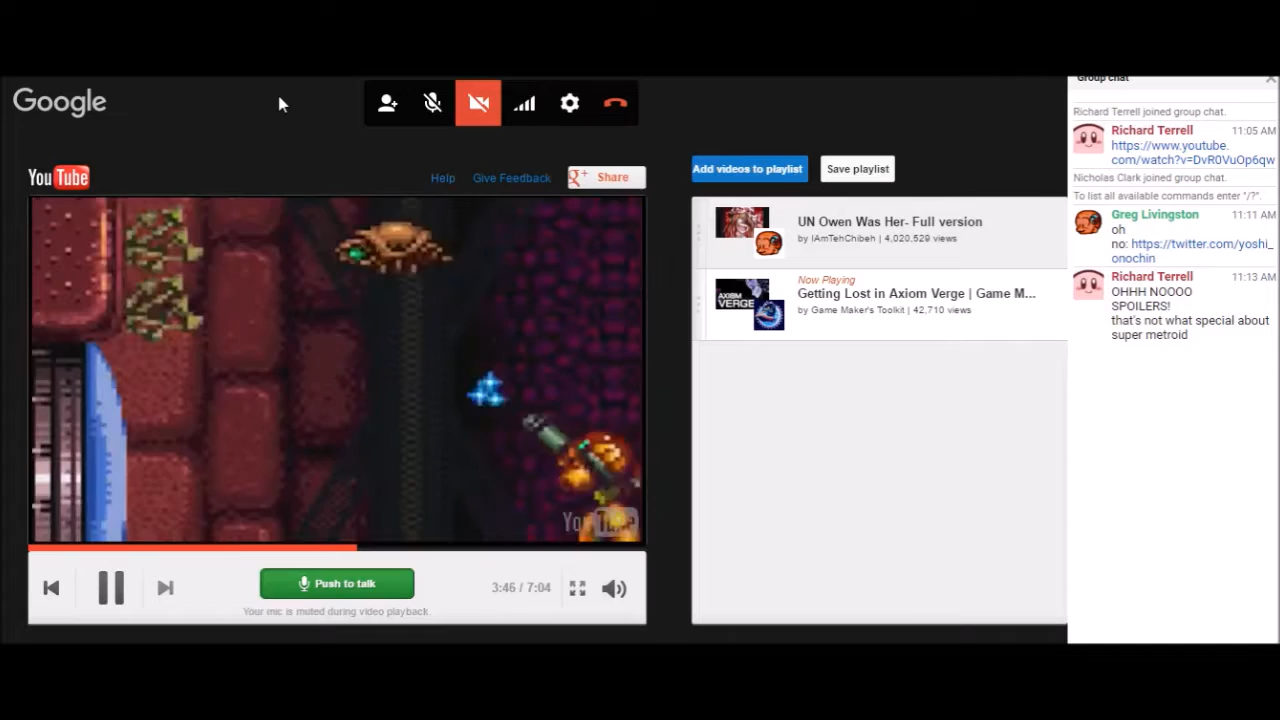 Google
Group chat
YouTube
Help
Give Feedback
g+ Share
Add videos to playlist
Save playlist
UN Owen Was Her- Full version
by IAmTehChibeh | 4,020,529 views
AXIOM
VERGE
Now Playing
Getting Lost in Axiom Verge | Game M...
by Game Maker's Toolkit | 42,710 views
YouTube
Push to talk
Your mic is muted during video playback.
3:46 / 7:04
Richard Terrell joined group chat.
Richard Terrell 11:05 AM
https://www.youtube.
com/watch?v=DvR0VuOp6qw
Nicholas Clark joined group chat.
To list all available commands enter "/?".
Greg Livingston 11:11 AM
oh
no: https://twitter.com/yoshi_
onochin
Richard Terrell 11:13 AM
OHHH NOOOO
SPOILERS!
that's not what special about
super metroid